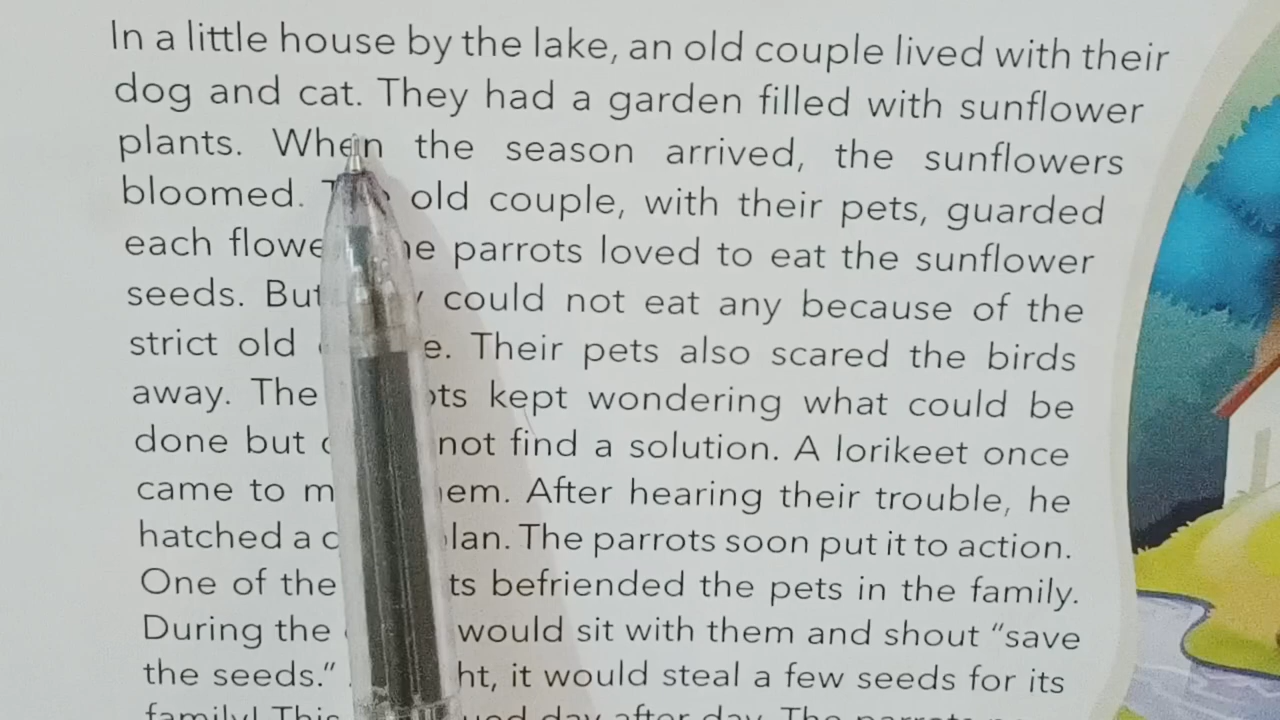 In a little house by the lake, an old couple lived with their
dog and cat. They had a garden filled with sunflower
plants. When the season arrived, the sunflowers
bloomed. old couple, with their pets, guarded
each parrots loved to eat the sunflower
seeds. But could not eat any because of the
strict old Their pets also scared the birds
away. The kept wondering what could be
done but not find a solution. A lorikeet once
came to After hearing their trouble, he
hatched a The parrots soon put it to action.
One of the befriended the pets in the family.
During the would sit with them and shout “save
the seeds.” it would steal a few seeds for its
family! This day after day. The